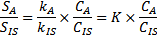 S_A/S_IS = k_A/k_IS × C_A/C_IS = K × C_A/C_IS